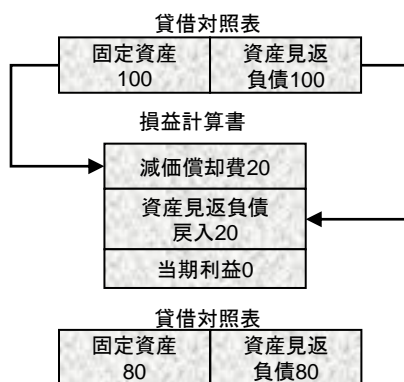 貸借対照表
固定資産
100
資産見返
負債100
損益計算書
減価償却費20
資産見返負債
戻入20
当期利益0
貸借対照表
固定資産
80
資産見返
負債80